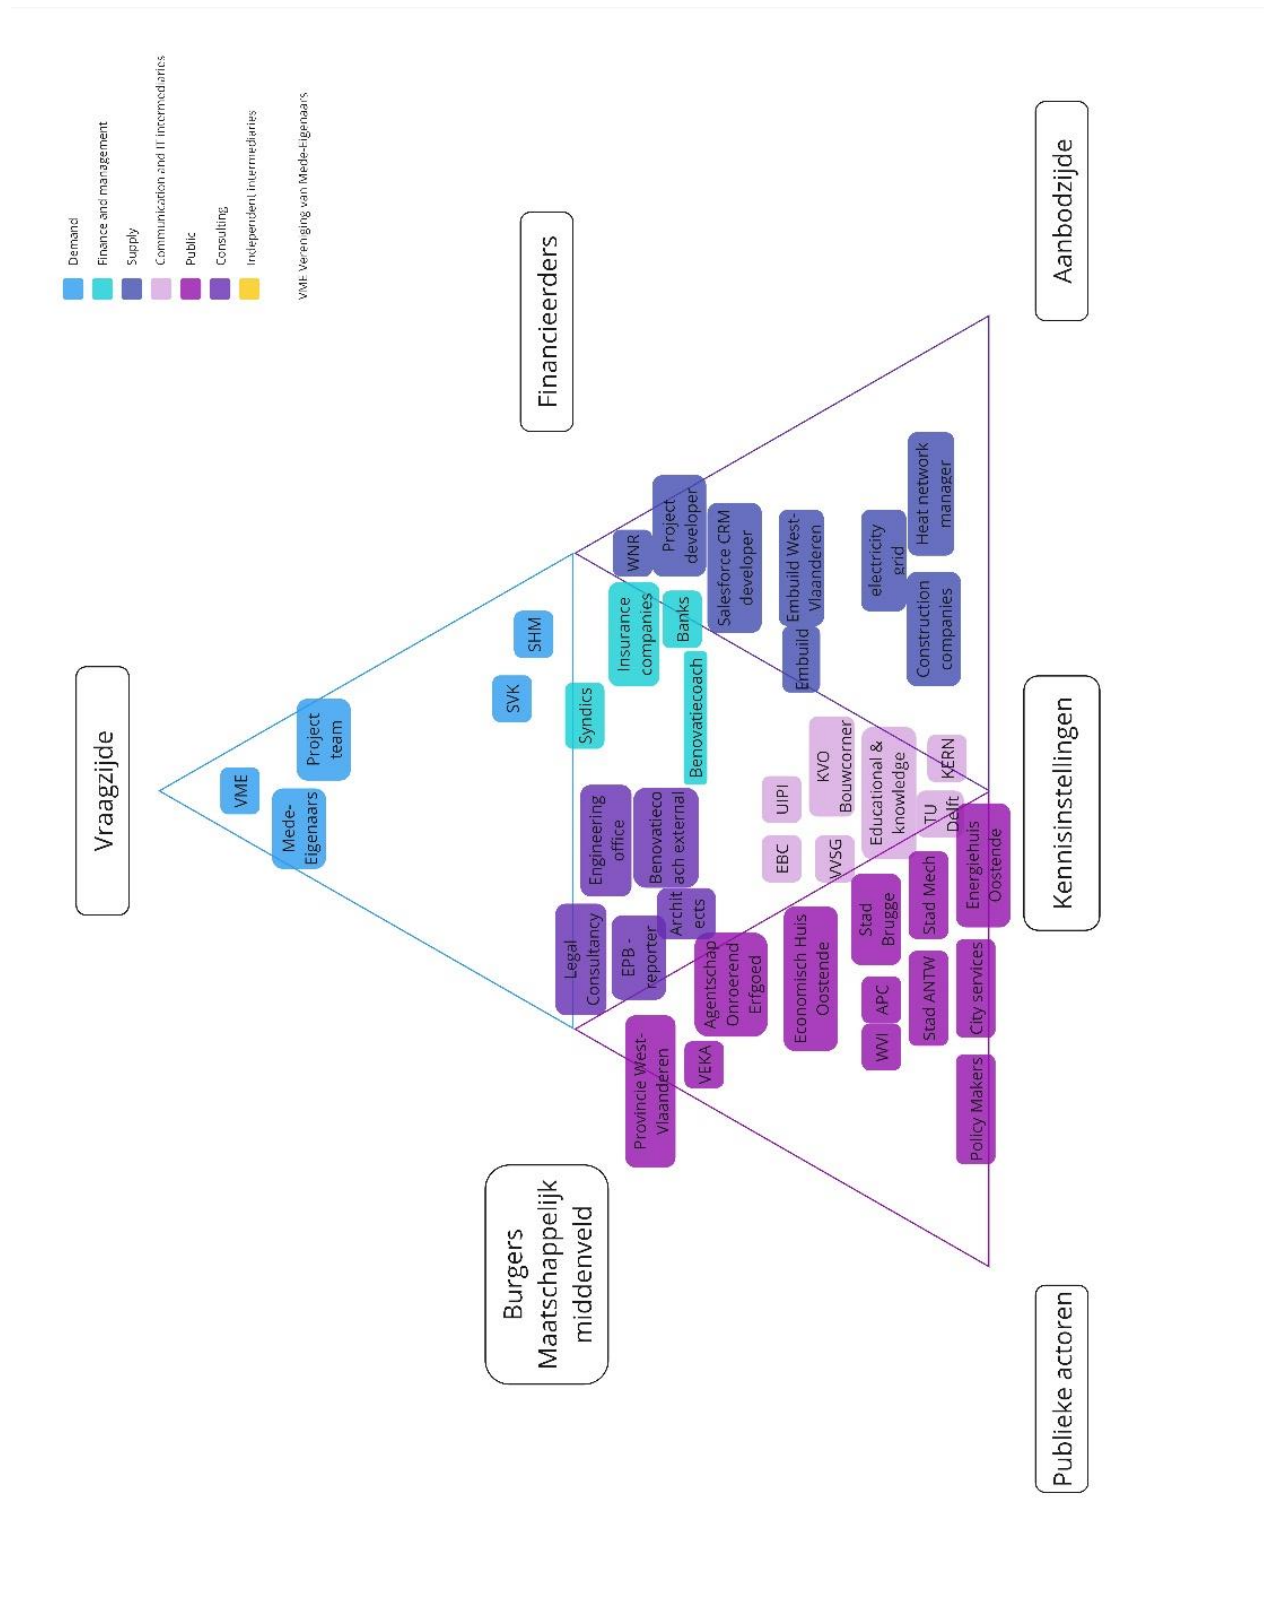 Demand
Finance and management
Supply
Communication and IT intermediaries
Public
Consulting
Independent intermediaries
VME Vereniging van Mede-Eigenaars
Vraagzijde
VME
Mede-
Eigenaars
Project
team
Burgers
Maatschappelijk
middenveld
Financieerders
SVK
SHM
Legal
Consultancy
Engineering
office
Syndics
EPB -
reporter
Benovatieco
ach external
Archit
ects
Insurance
companies
Banks
Benovatiecoach
WNR
Project
developer
Salesforce CRM
developer
Provincie West-
Vlaanderen
VEKA
Agentschap
Onroerend
Erfgoed
Economisch Huis
Oostende
EBC
UIPI
VVSG
KVO
Bouwcorner
Embuild
Embuild West-
Vlaanderen
WVI
APC
Stad
Brugge
Educational &
knowledge
electricity
grid
Stad ANTW
Stad Mech
TU
Delft
KERN
Construction
companies
Heat network
manager
Policy Makers
City services
Energiehuis
Oostende
Publieke actoren
Kennisinstellingen
Aanbodzijde